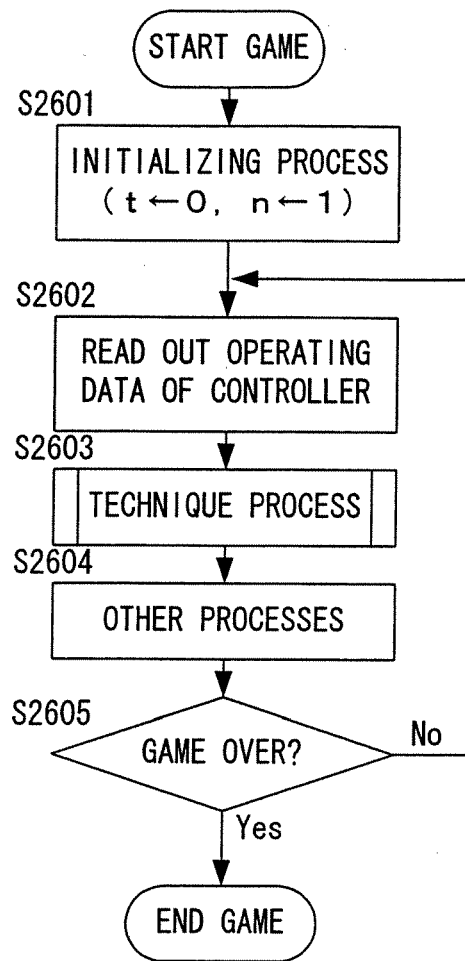 START GAME
S2601
INITIALIZING PROCESS
(t←0, n←1)
S2602
READ OUT OPERATING
DATA OF CONTROLLER
S2603
TECHNIQUE PROCESS
S2604
OTHER PROCESSES
S2605
GAME OVER?
No
Yes
END GAME